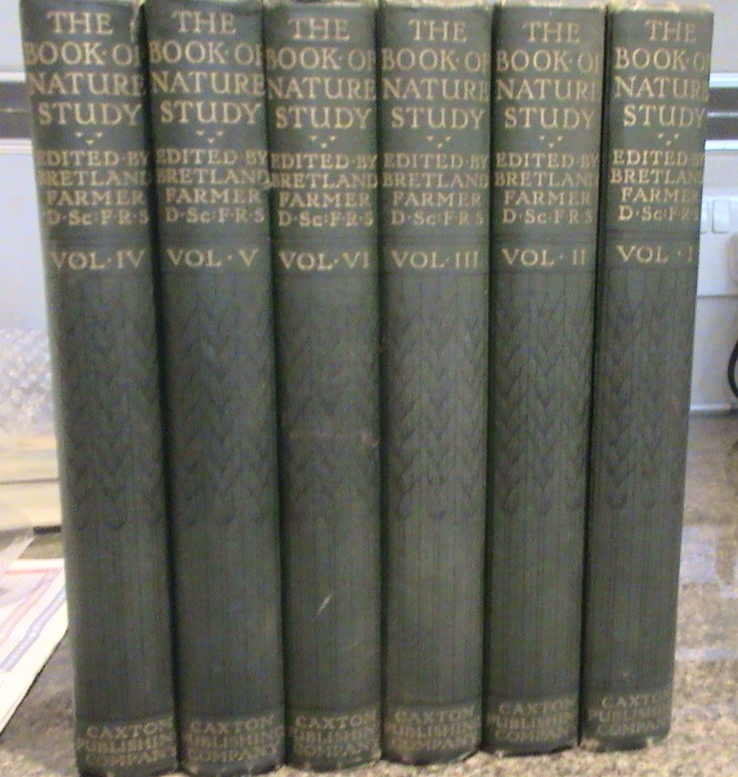 THE
BOOK·OF
NATURE
STUDY
EDITED·BY
BRETLAND
FARMER
D·Sc:F·R·S
VOL·IV
CAXTON
PUBLISHING
COMPANY
THE
BOOK·OF
NATURE
STUDY
EDITED·BY
BRETLAND
FARMER
D·Sc:F·R·S
VOL·V
CAXTON
PUBLISHING
COMPANY
THE
BOOK·OF
NATURE
STUDY
EDITED·BY
BRETLAND
FARMER
D·Sc:F·R·S
VOL·VI
CAXTON
PUBLISHING
COMPANY
THE
BOOK·OF
NATURE
STUDY
EDITED·BY
BRETLAND
FARMER
D·Sc:F·R·S
VOL·III
CAXTON
PUBLISHING
COMPANY
THE
BOOK·OF
NATURE
STUDY
EDITED·BY
BRETLAND
FARMER
D·Sc:F·R·S
VOL·II
CAXTON
PUBLISHING
COMPANY
THE
BOOK·OF
NATURE
STUDY
EDITED·BY
BRETLAND
FARMER
D·Sc:F·R·S
VOL·I
CAXTON
PUBLISHING
COMPANY